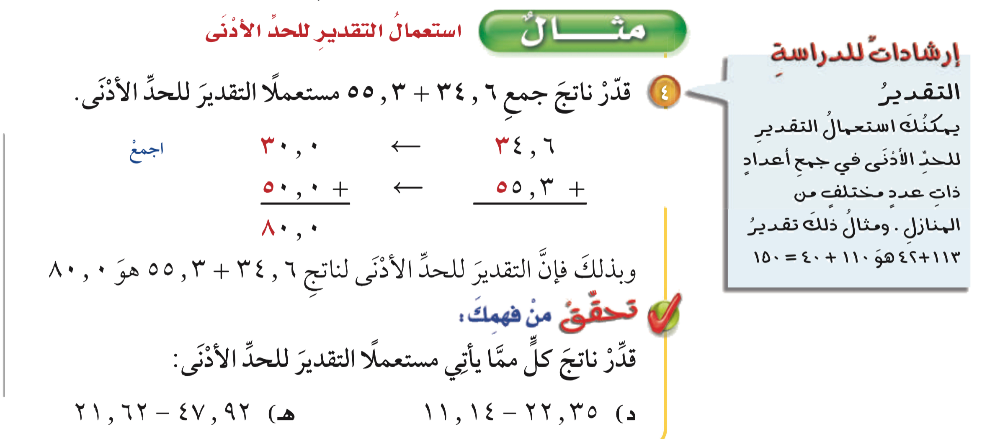 مثـــالٌ استعمالُ التقديرِ للحدِّ الأدْنَى
٤ قدّرْ ناتجَ جمعِ ٣٤,٦ + ٥٥,٣ مستعملًا التقديرَ للحدِّ الأدْنَى.
٣٤,٦ ← ٣٠,٠ اجمعْ
+ ٥٥,٣ ← + ٥٠,٠
٨٠,٠
وبذلكَ فإنَّ التقديرَ للحدِّ الأدْنَى لناتجِ ٣٤,٦ + ٥٥,٣ هوَ ٨٠,٠
تحقّقْ منْ فهمِكَ:
قدِّرْ ناتجَ كلٍّ ممَّا يأتِي مستعملًا التقديرَ للحدِّ الأدْنَى:
د) ٢٢,٣٥ – ١١,١٤ هـ) ٤٧,٩٢ – ٢١,٦٢
إرشاداتٌ للدراسةِ
التقديرُ
يمكنُكَ استعمالُ التقديرِ
للحدِّ الأدْنَى في جمعِ أعدادٍ
ذاتِ عددٍ مختلفٍ من
المنازلِ. ومثالُ ذلكَ تقديرُ
١١٣+٤٢ هوَ ١١٠ + ٤٠ = ١٥٠